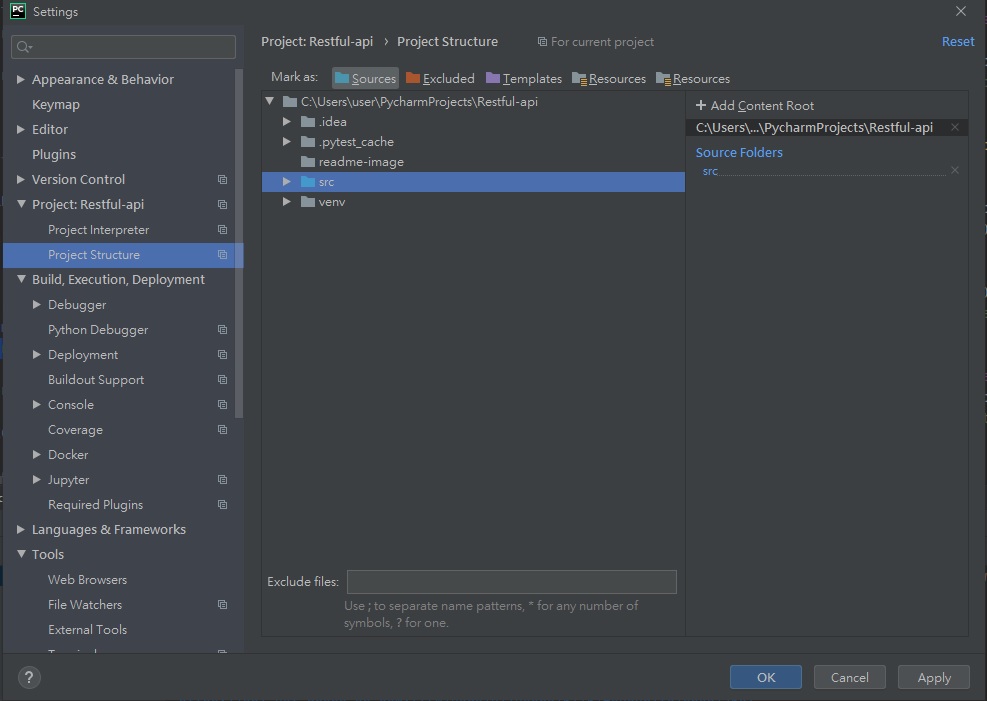 PC Settings
Project: Restful-api › Project Structure For current project Reset
Appearance & Behavior
Keymap
Editor
Plugins
Version Control
Project: Restful-api
Project Interpreter
Project Structure
Build, Execution, Deployment
Debugger
Python Debugger
Deployment
Buildout Support
Console
Coverage
Docker
Jupyter
Required Plugins
Languages & Frameworks
Tools
Web Browsers
File Watchers
External Tools
Mark as: Sources Excluded Templates Resources Resources
C:\Users\user\PycharmProjects\Restful-api
.idea
.pytest_cache
readme-image
src
venv
+ Add Content Root
C:\Users\...\PycharmProjects\Restful-api
Source Folders
src
Exclude files:
Use ; to separate name patterns, * for any number of
symbols, ? for one.
?
OK Cancel Apply